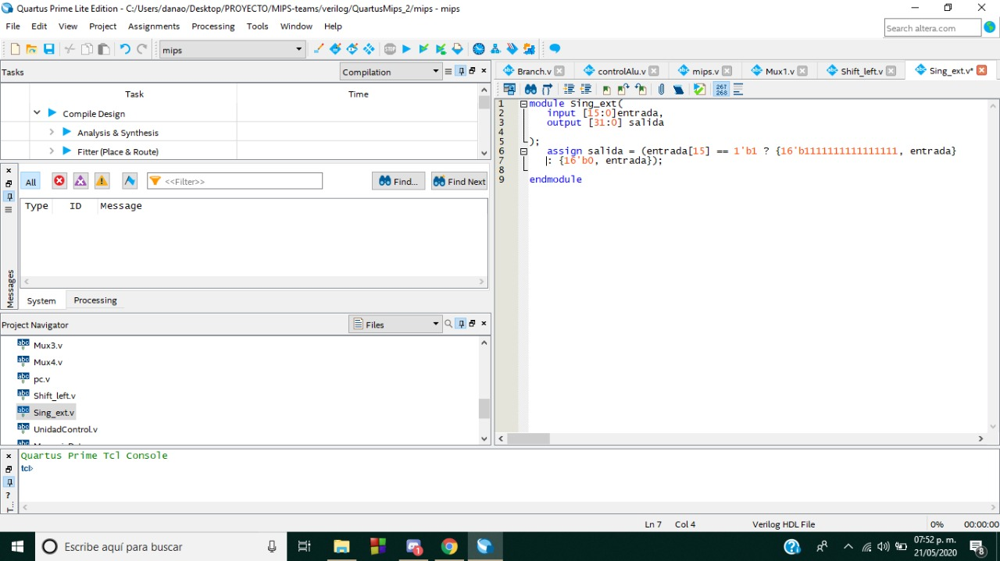 Quartus Prime Lite Edition - C:/Users/danao/Desktop/PROYECTO/MIPS-teams/verilog/QuartusMips_2/mips - mips
File Edit View Project Assignments Processing Tools Window Help
Search altera.com
mips
Tasks Compilation
Task Time
Compile Design
Analysis & Synthesis
Fitter (Place & Route)
All <<Filter>> Find... Find Next
Type ID Message
Messages
System Processing
Project Navigator Files
Mux3.v
Mux4.v
pc.v
Shift_left.v
Sing_ext.v
UnidadControl.v
Branch.v controlAlu.v mips.v Mux1.v Shift_left.v Sing_ext.v*
267
268
1 module Sing_ext(
2 input [15:0]entrada,
3 output [31:0] salida
4
5 );
6 assign salida = (entrada[15] == 1'b1 ? {16'b1111111111111111, entrada}
7 : {16'b0, entrada});
8
9 endmodule
Quartus Prime Tcl Console
tcl>
Ln 7 Col 4 Verilog HDL File 0% 00:00:00
Escribe aquí para buscar
1
07:52 p. m.
21/05/2020
8